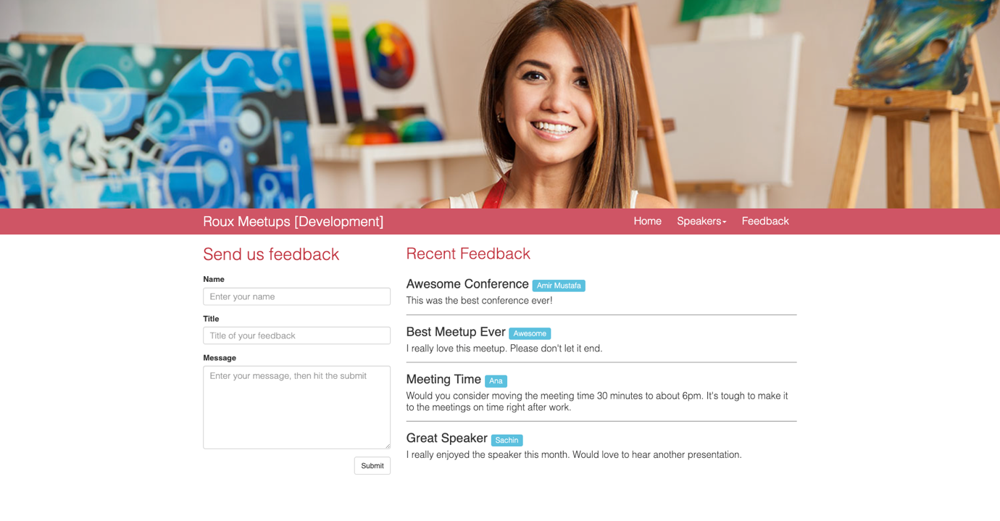 Roux Meetups [Development]
Home Speakers Feedback
Send us feedback
Name
Enter your name
Title
Title of your feedback
Message
Enter your message, then hit the submit
Submit
Recent Feedback
Awesome Conference Amir Mustafa
This was the best conference ever!
Best Meetup Ever Awesome
I really love this meetup. Please don't let it end.
Meeting Time Ana
Would you consider moving the meeting time 30 minutes to about 6pm. It's tough to make it
to the meetings on time right after work.
Great Speaker Sachin
I really enjoyed the speaker this month. Would love to hear another presentation.